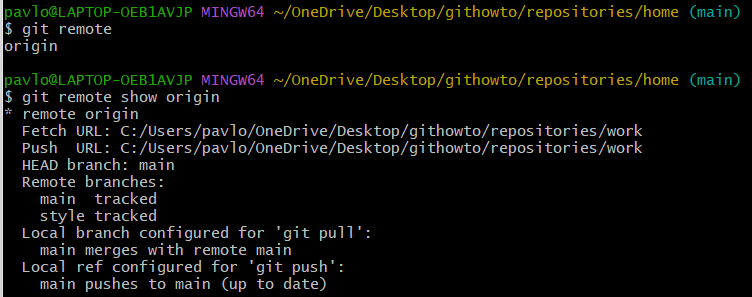 pavlo@LAPTOP-OEB1AVJP MINGW64 ~/OneDrive/Desktop/githowto/repositories/home (main)
$ git remote
origin
pavlo@LAPTOP-OEB1AVJP MINGW64 ~/OneDrive/Desktop/githowto/repositories/home (main)
$ git remote show origin
* remote origin
  Fetch URL: C:/Users/pavlo/OneDrive/Desktop/githowto/repositories/work
  Push  URL: C:/Users/pavlo/OneDrive/Desktop/githowto/repositories/work
  HEAD branch: main
  Remote branches:
    main  tracked
    style tracked
  Local branch configured for 'git pull':
    main merges with remote main
  Local ref configured for 'git push':
    main pushes to main (up to date)